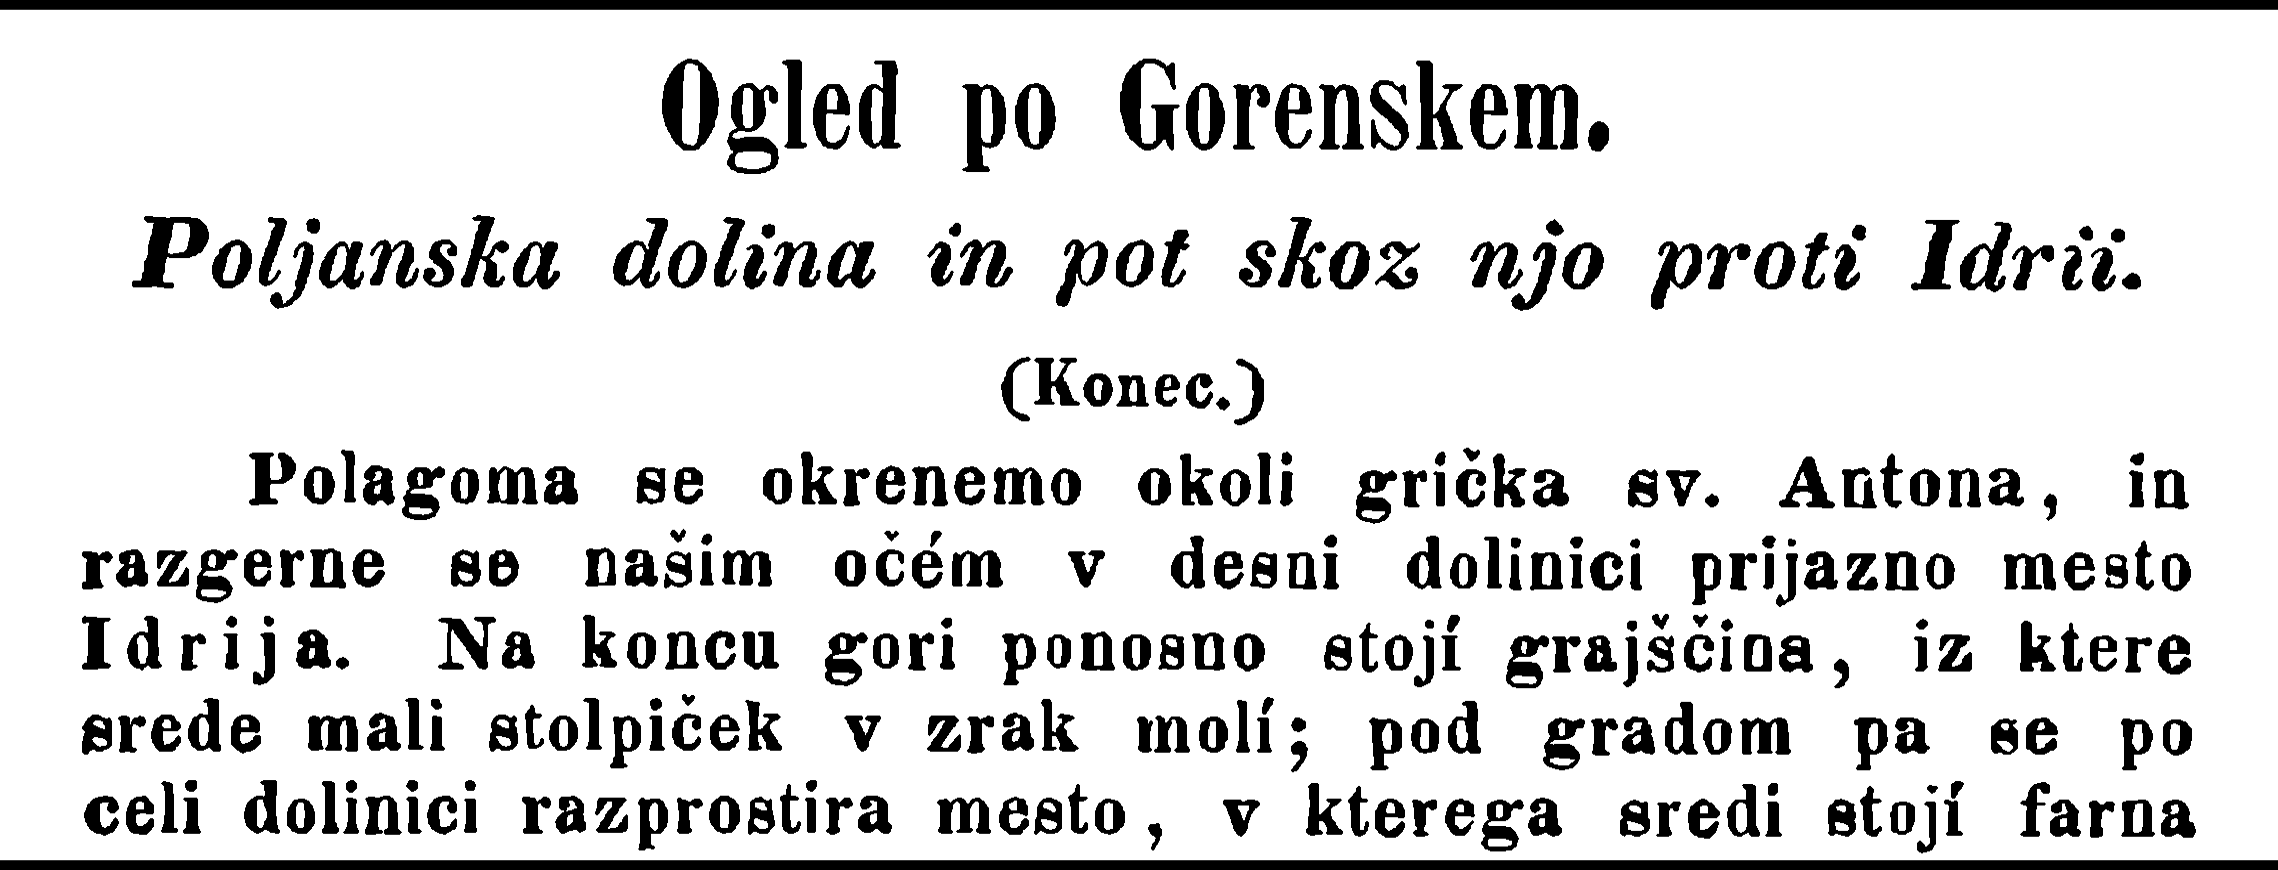 Ogled po Gorenskem.
Poljanska dolina in pot skoz njo proti Idrii.
(Konec.)
Polagoma se okrenemo okoli grička sv. Antona, in
razgerne se našim očém v desni dolinici prijazno mesto
Idrija. Na koncu gori ponosno stojí grajščina, iz ktere
srede mali stolpiček v zrak molí; pod gradom pa se po
celi dolinici razprostira mesto, v kterega sredi stojí farna